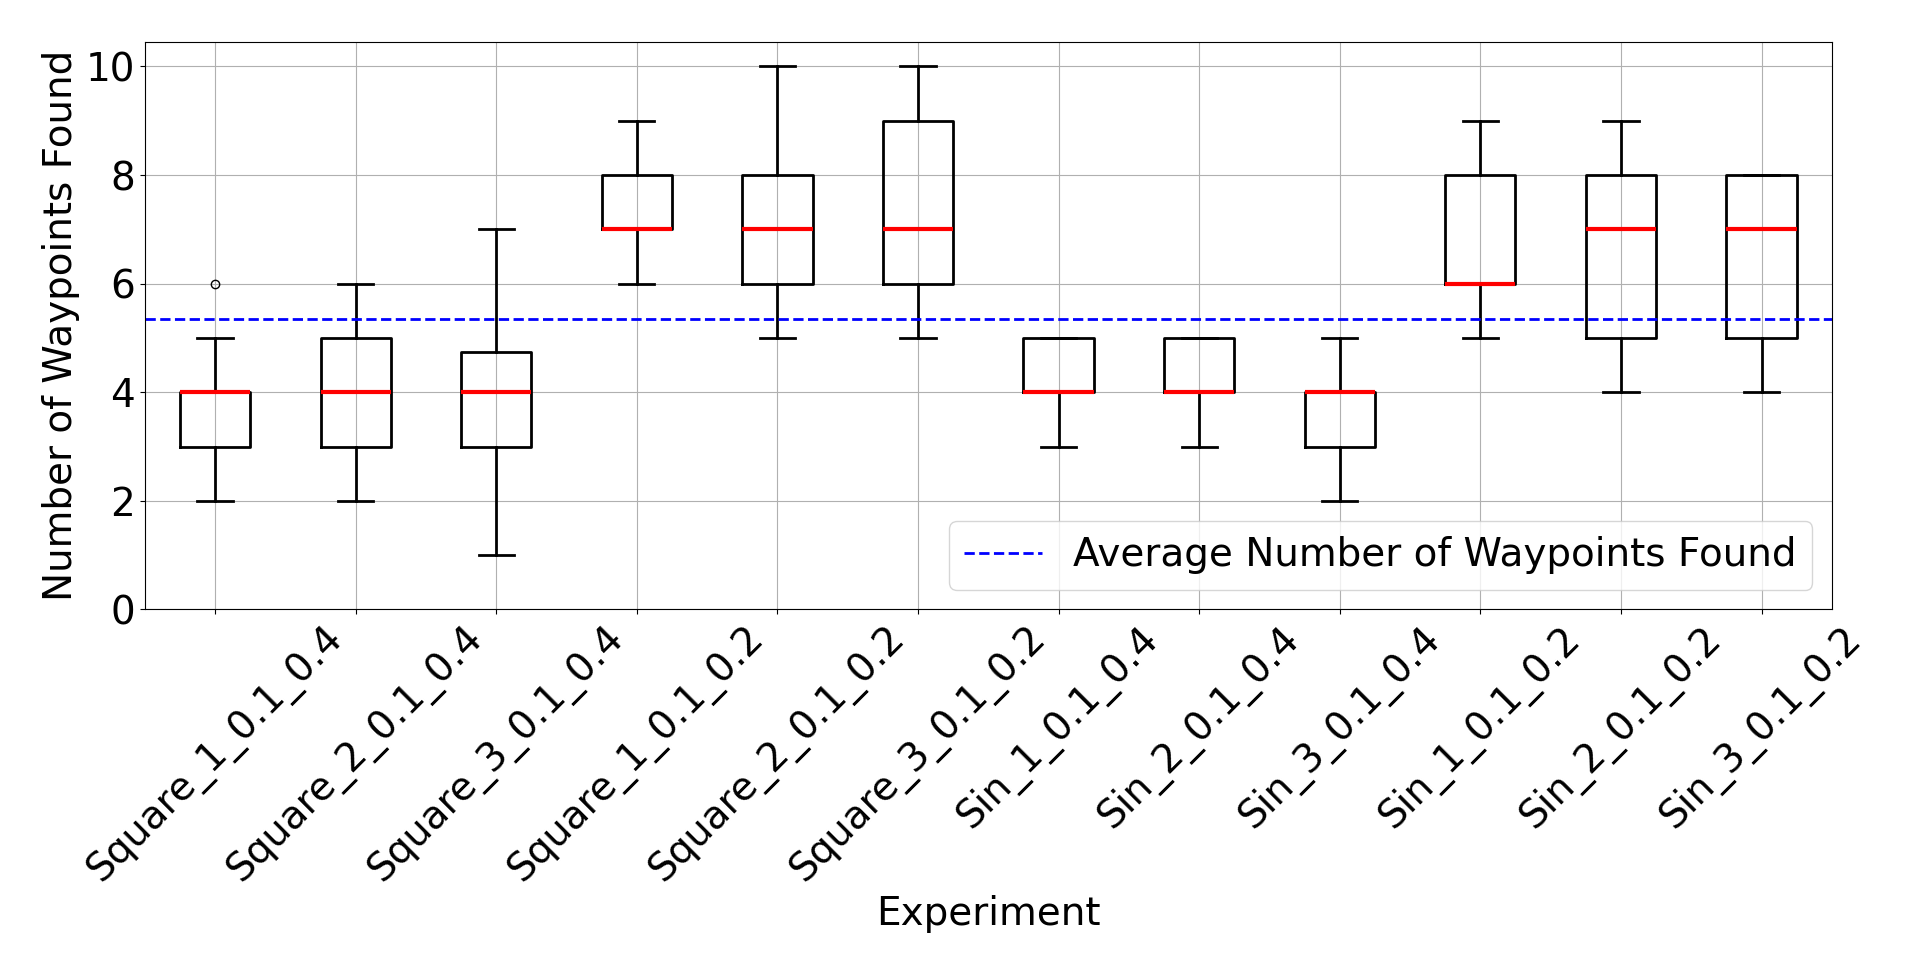 Number of Waypoints Found
10
8
6
4
2
0
Average Number of Waypoints Found
Square_1_0.1_0.4
Square_2_0.1_0.4
Square_3_0.1_0.4
Square_1_0.1_0.2
Square_2_0.1_0.2
Square_3_0.1_0.2
Sin_1_0.1_0.4
Sin_2_0.1_0.4
Sin_3_0.1_0.4
Sin_1_0.1_0.2
Sin_2_0.1_0.2
Sin_3_0.1_0.2
Experiment